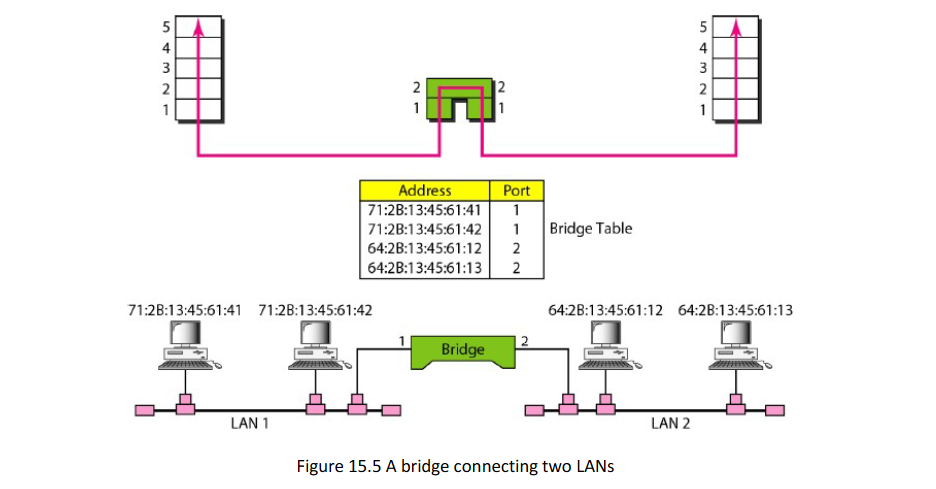 5 5
4 4
3 3
2 2 2 2
1 1 1 1
Address Port
71:2B:13:45:61:41 1
71:2B:13:45:61:42 1
64:2B:13:45:61:12 2
64:2B:13:45:61:13 2
Bridge Table
71:2B:13:45:61:41 71:2B:13:45:61:42 64:2B:13:45:61:12 64:2B:13:45:61:13
1 Bridge 2
LAN 1 LAN 2
Figure 15.5 A bridge connecting two LANs